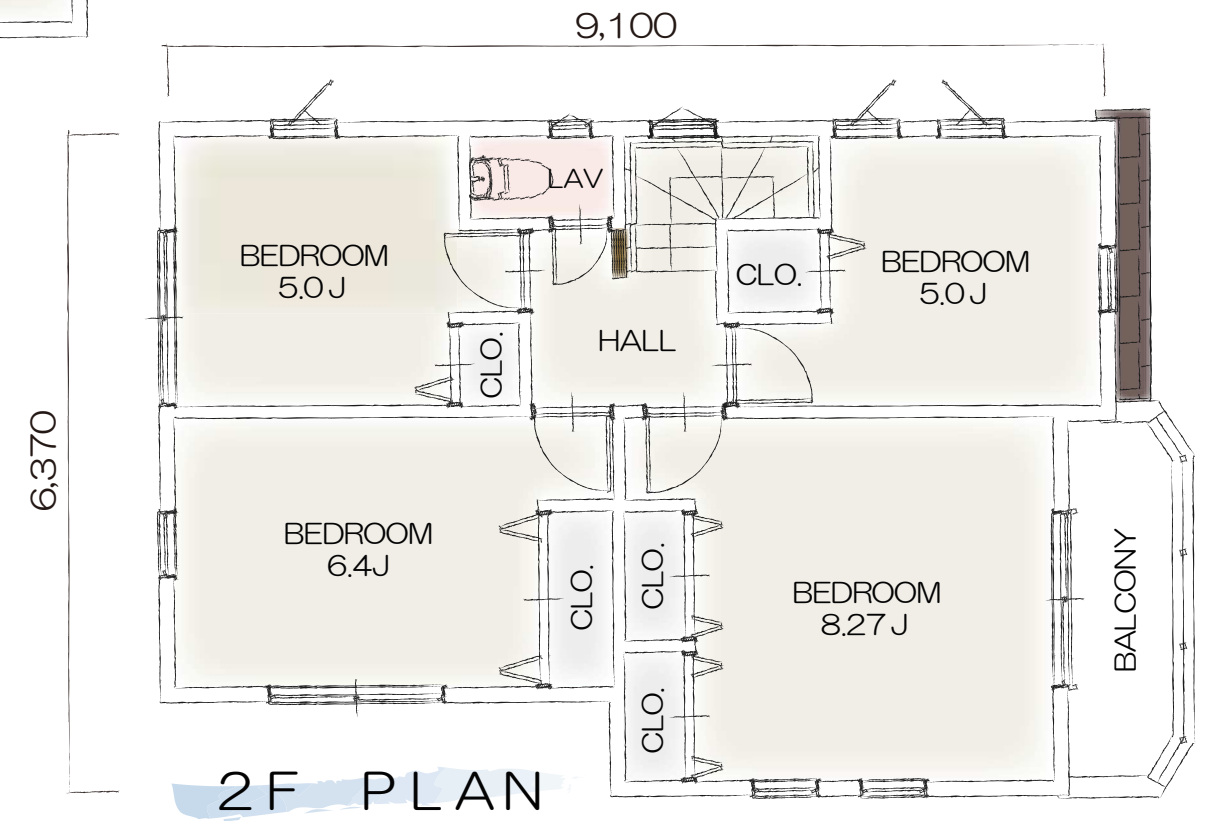 9,100
LAV
BEDROOM
5.0 J
CLO.
BEDROOM
5.0 J
HALL
CLO.
6,370
BEDROOM
6.4J
CLO.
CLO.
BEDROOM
8.27 J
BALCONY
CLO.
2F PLAN